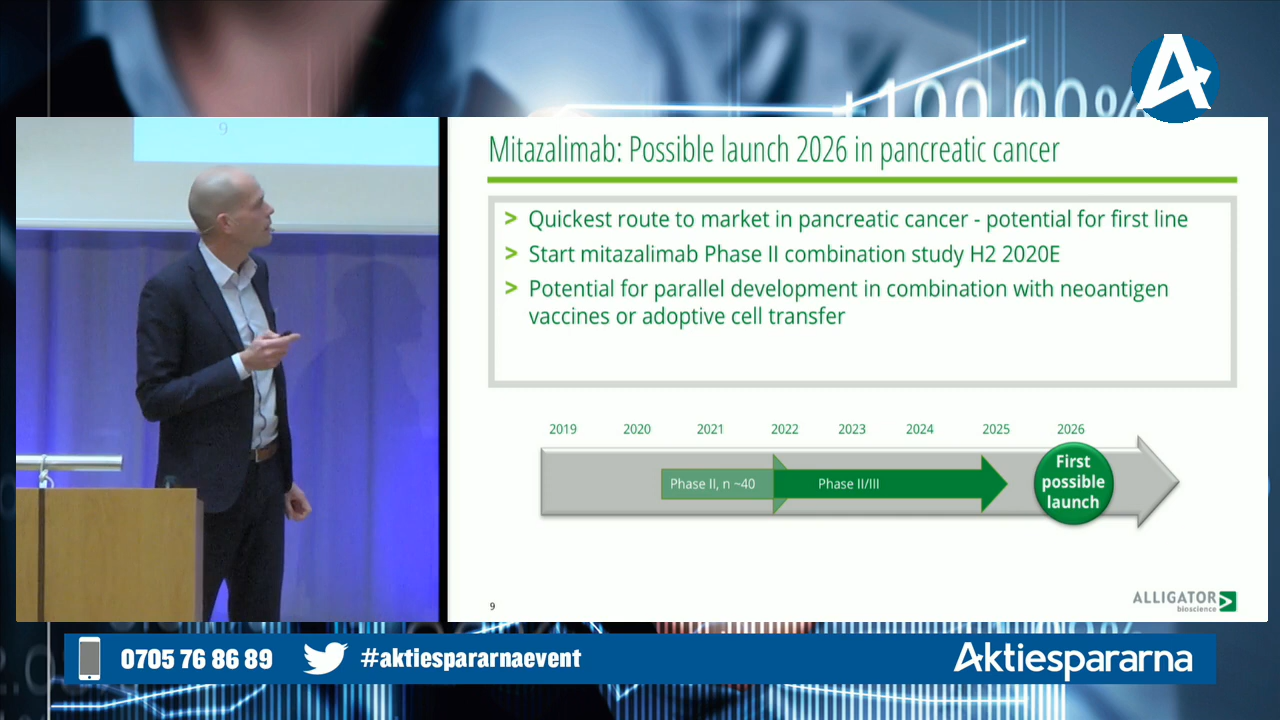 +100,00%
9
Mitazalimab: Possible launch 2026 in pancreatic cancer
> Quickest route to market in pancreatic cancer - potential for first line
> Start mitazalimab Phase II combination study H2 2020E
> Potential for parallel development in combination with neoantigen
vaccines or adoptive cell transfer
2019 2020 2021 2022 2023 2024 2025 2026
Phase II, n ~40
Phase II/III
First
possible
launch
9
ALLIGATOR
bioscience
0705 76 86 89
#aktiespararnaevent
Aktiespararna